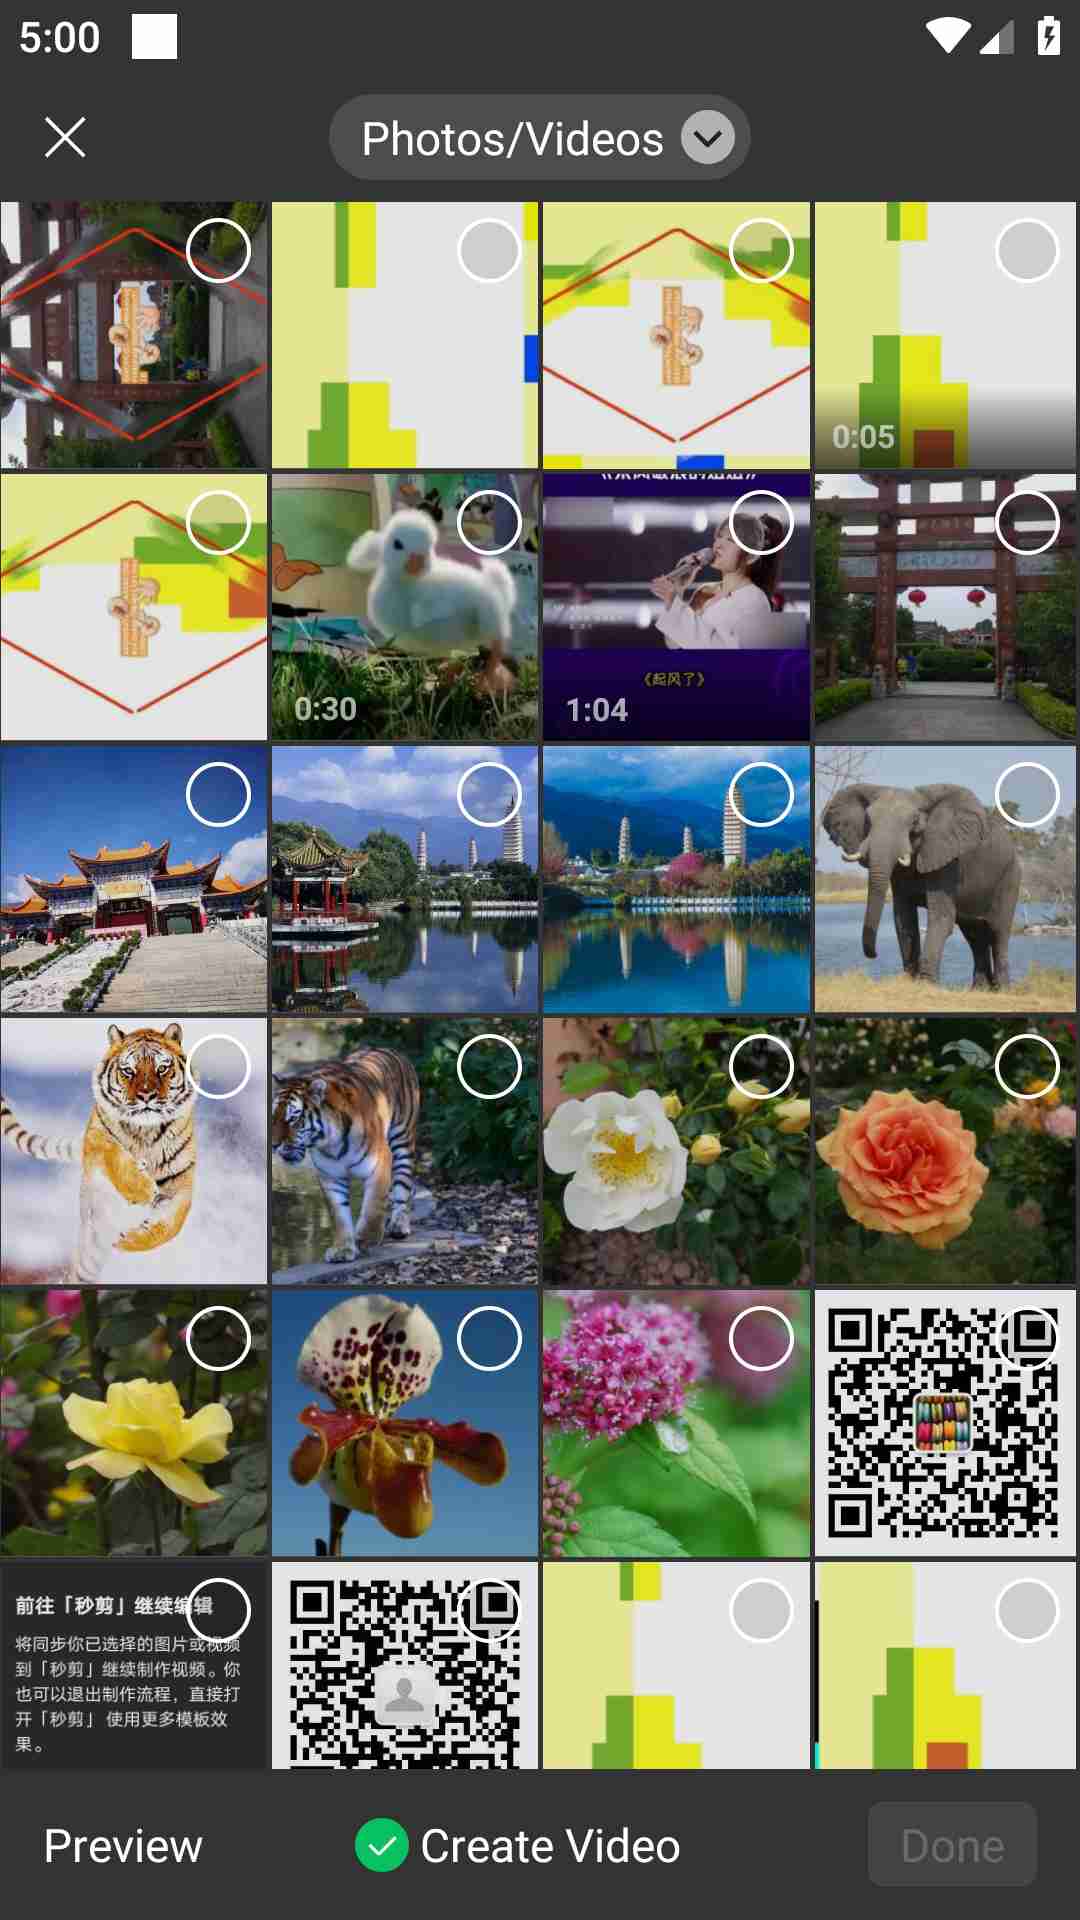 5:00
Photos/Videos
0:05
0:30
《起风了》
1:04
前往「秒剪」继续编辑
将同步你已选择的图片或视频
到「秒剪」继续制作视频。你
也可以退出制作流程，直接打
开「秒剪」 使用更多模板效
果。
Preview
Create Video
Done